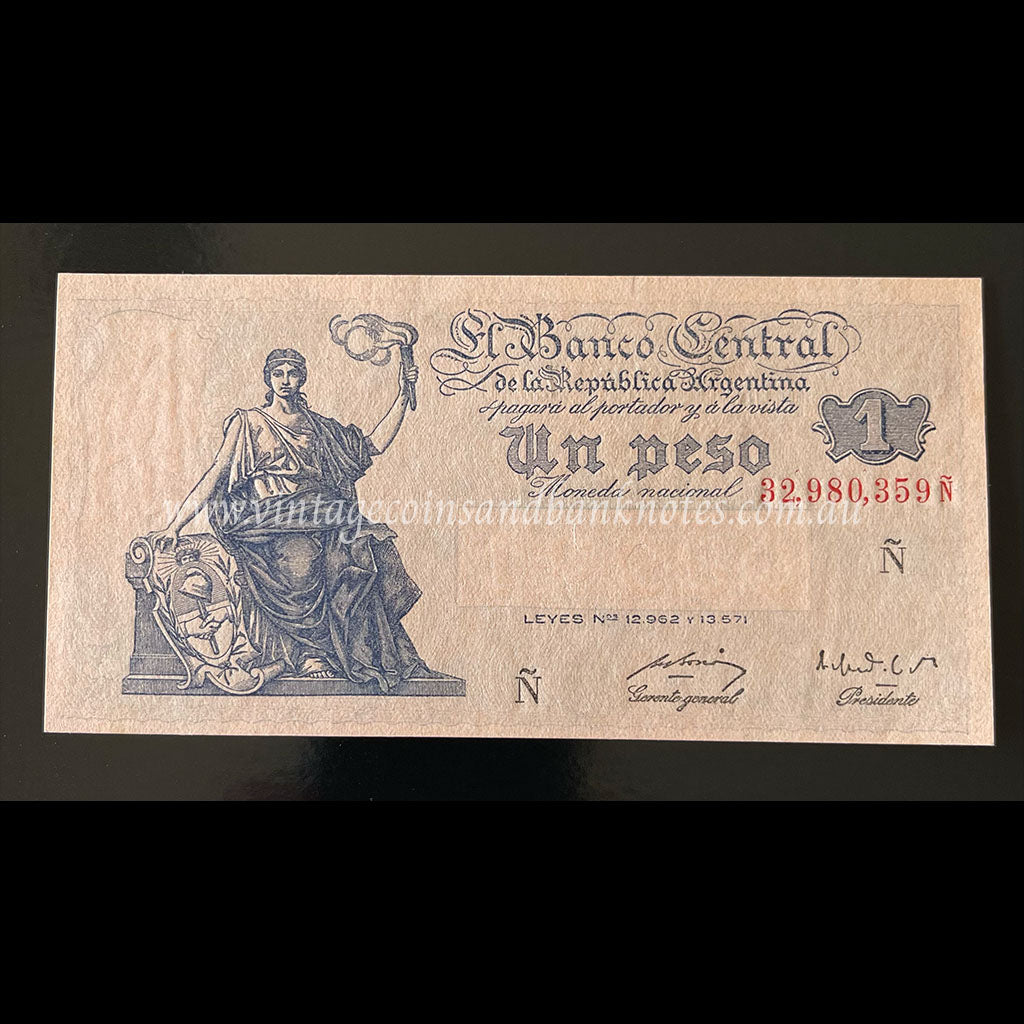 El Banco Central
de la República Argentina
pagará al portador y á la vista
Un peso
1
Moneda nacional
32.980,359 Ñ
www.vintagecoinsandbanknotes.com.au
Ñ
LEYES Nos 12.962 Y 13.571
Ñ
Gerente general
Presidente